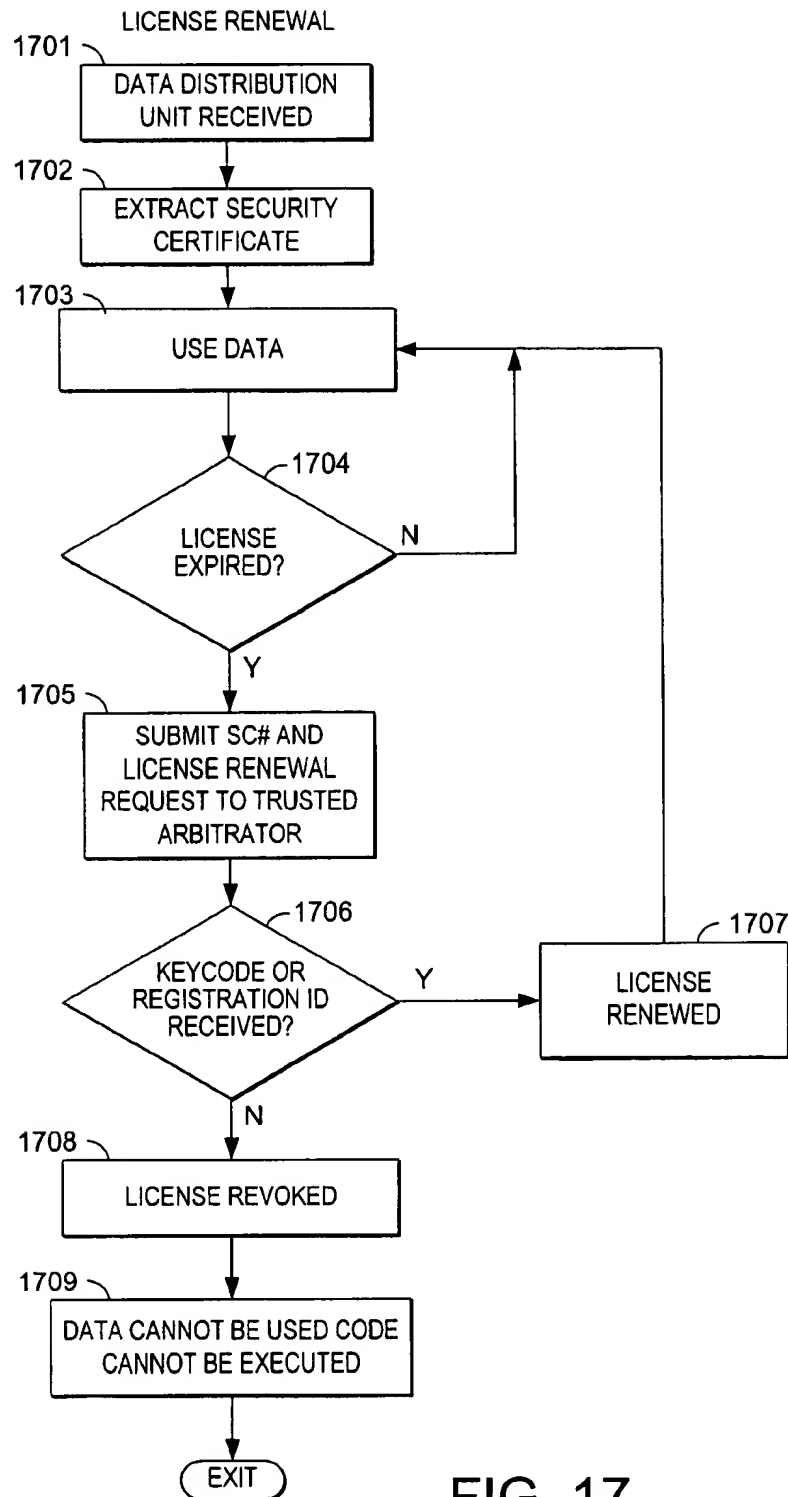 LICENSE RENEWAL
1701
DATA DISTRIBUTION
UNIT RECEIVED
1702
EXTRACT SECURITY
CERTIFICATE
1703
USE DATA
1704
LICENSE
EXPIRED?
N
Y
1705
SUBMIT SC# AND
LICENSE RENEWAL
REQUEST TO TRUSTED
ARBITRATOR
1706
KEYCODE OR
REGISTRATION ID
RECEIVED?
Y
1707
LICENSE
RENEWED
N
1708
LICENSE REVOKED
1709
DATA CANNOT BE USED CODE
CANNOT BE EXECUTED
EXIT
FIG. 17